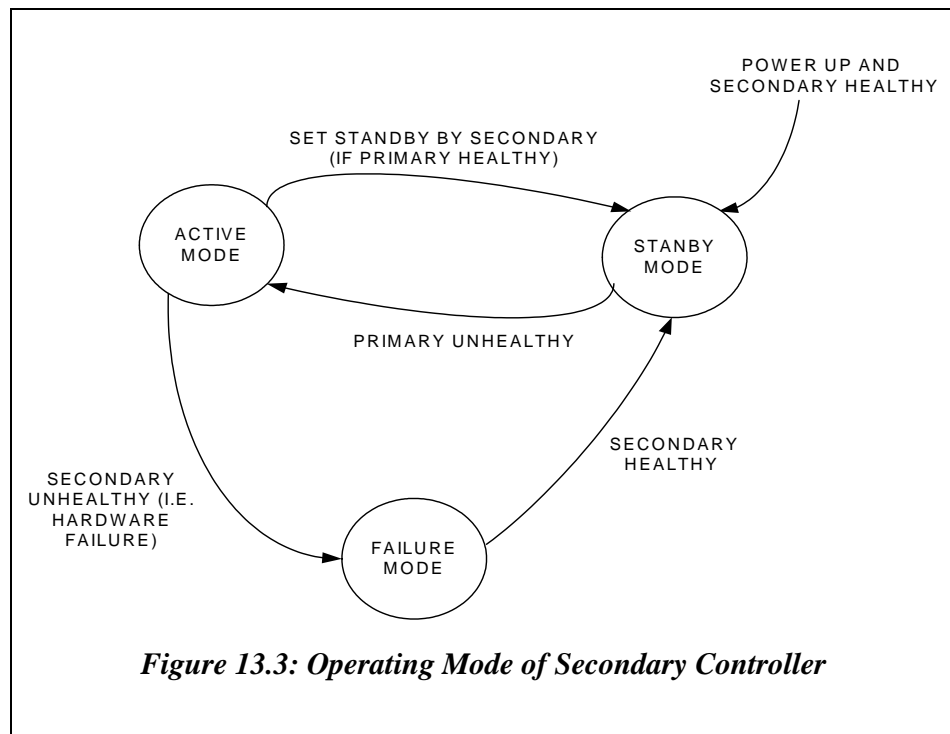 POWER UP AND
SECONDARY HEALTHY
SET STANDBY BY SECONDARY
(IF PRIMARY HEALTHY)
ACTIVE
MODE
STANBY
MODE
PRIMARY UNHEALTHY
SECONDARY
HEALTHY
SECONDARY
UNHEALTHY (I.E.
HARDWARE
FAILURE)
FAILURE
MODE
Figure 13.3: Operating Mode of Secondary Controller